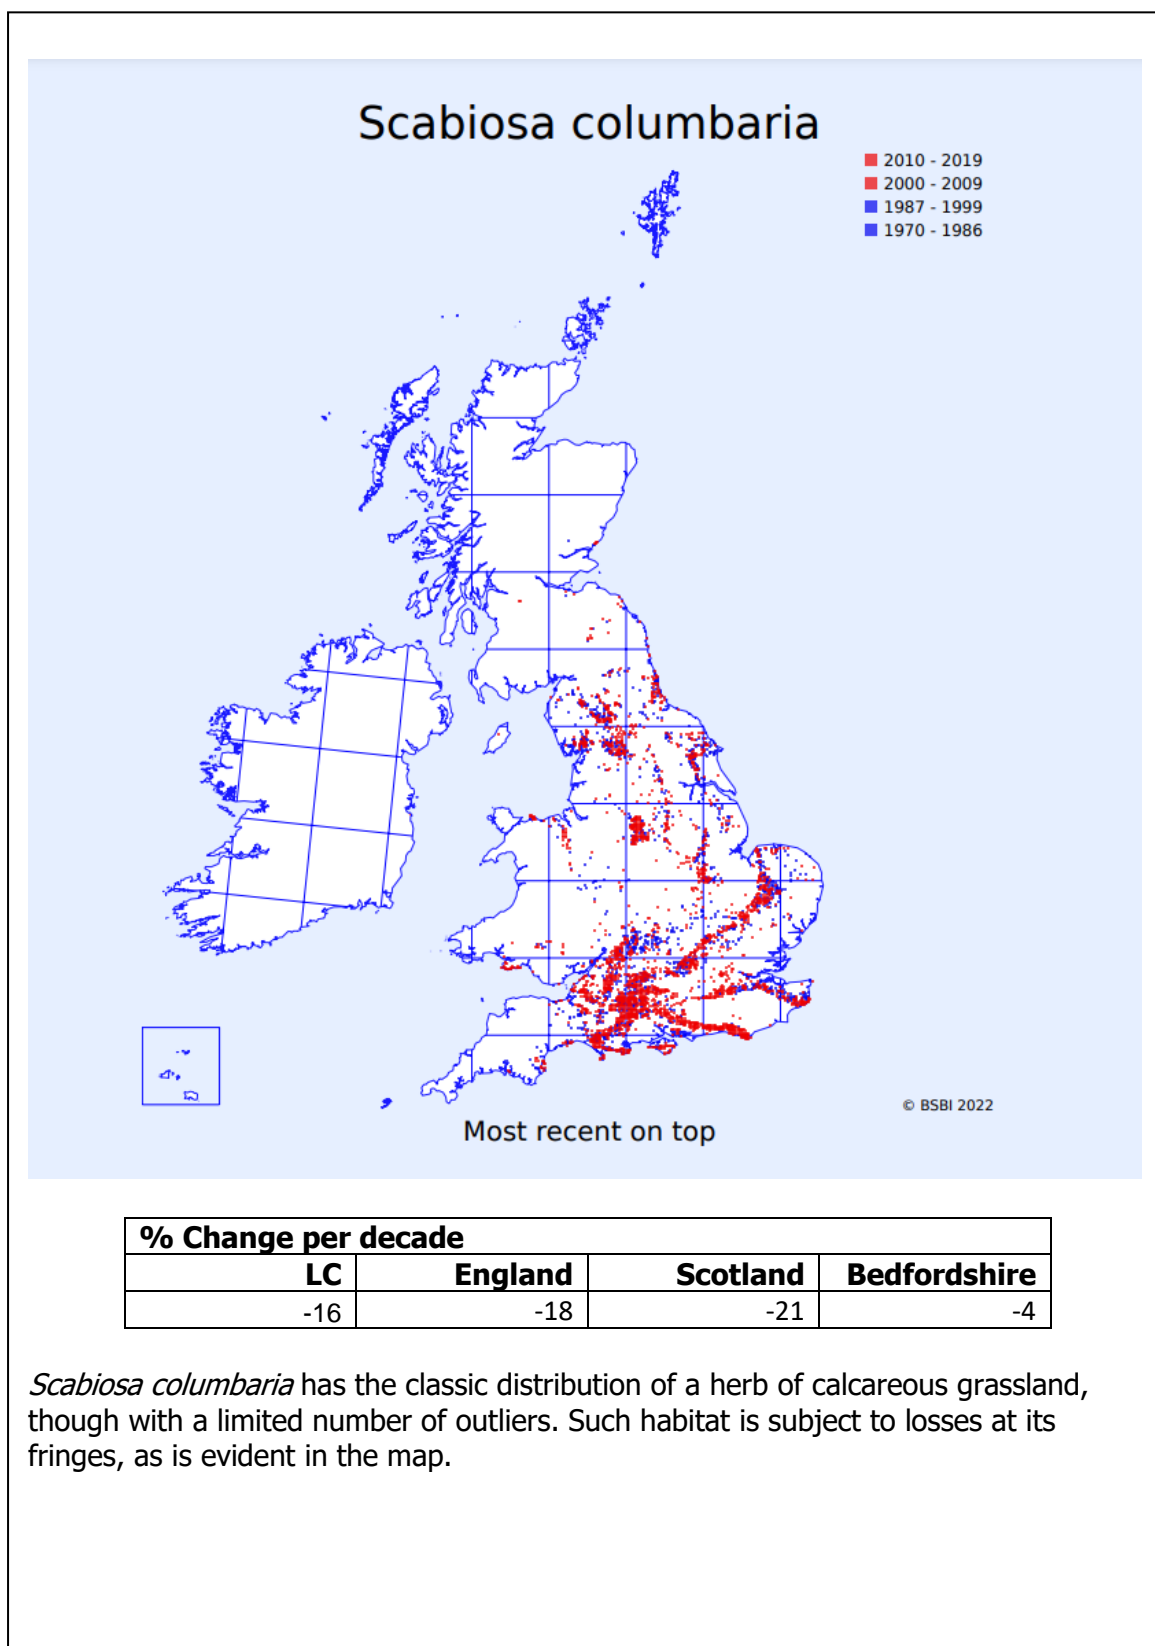 Scabiosa columbaria
2010 - 2019
2000 - 2009
1987 - 1999
1970 - 1986
© BSBI 2022
Most recent on top
% Change per decade
LC England Scotland Bedfordshire
-16 -18 -21 -4
Scabiosa columbaria has the classic distribution of a herb of calcareous grassland,
though with a limited number of outliers. Such habitat is subject to losses at its
fringes, as is evident in the map.